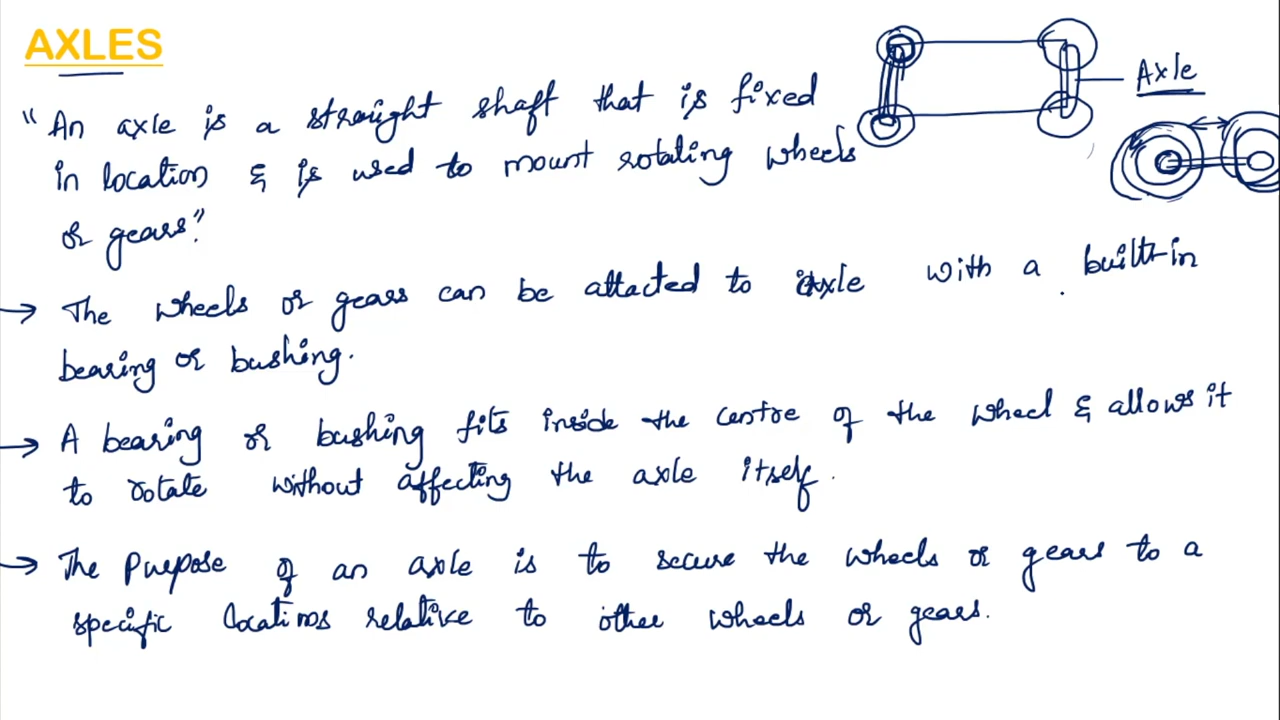 AXLES
"An axle is a straight shaft that is fixed
in location & is used to mount rotating wheels
or gears".
Axle
→ The wheels or gears can be attacted to axle with a built-in
bearing or bushing.
→ A bearing or bushing fits inside the centre of the wheel & allows it
to rotate without affecting the axle itself.
→ The Purpose of an axle is to secure the wheels or gears to a
specific locations relative to other wheels or gears.